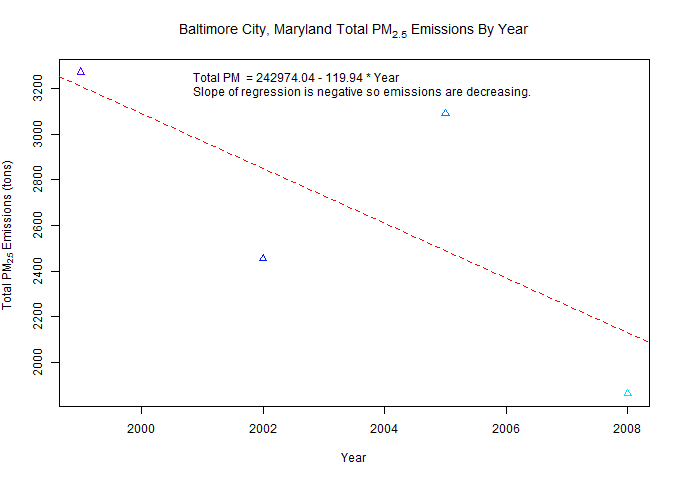 Baltimore City, Maryland Total PM2.5 Emissions By Year
Total PM = 242974.04 - 119.94 * Year
Slope of regression is negative so emissions are decreasing.
Total PM2.5 Emissions (tons)
3200
3000
2800
2600
2400
2200
2000
2000 2002 2004 2006 2008
Year